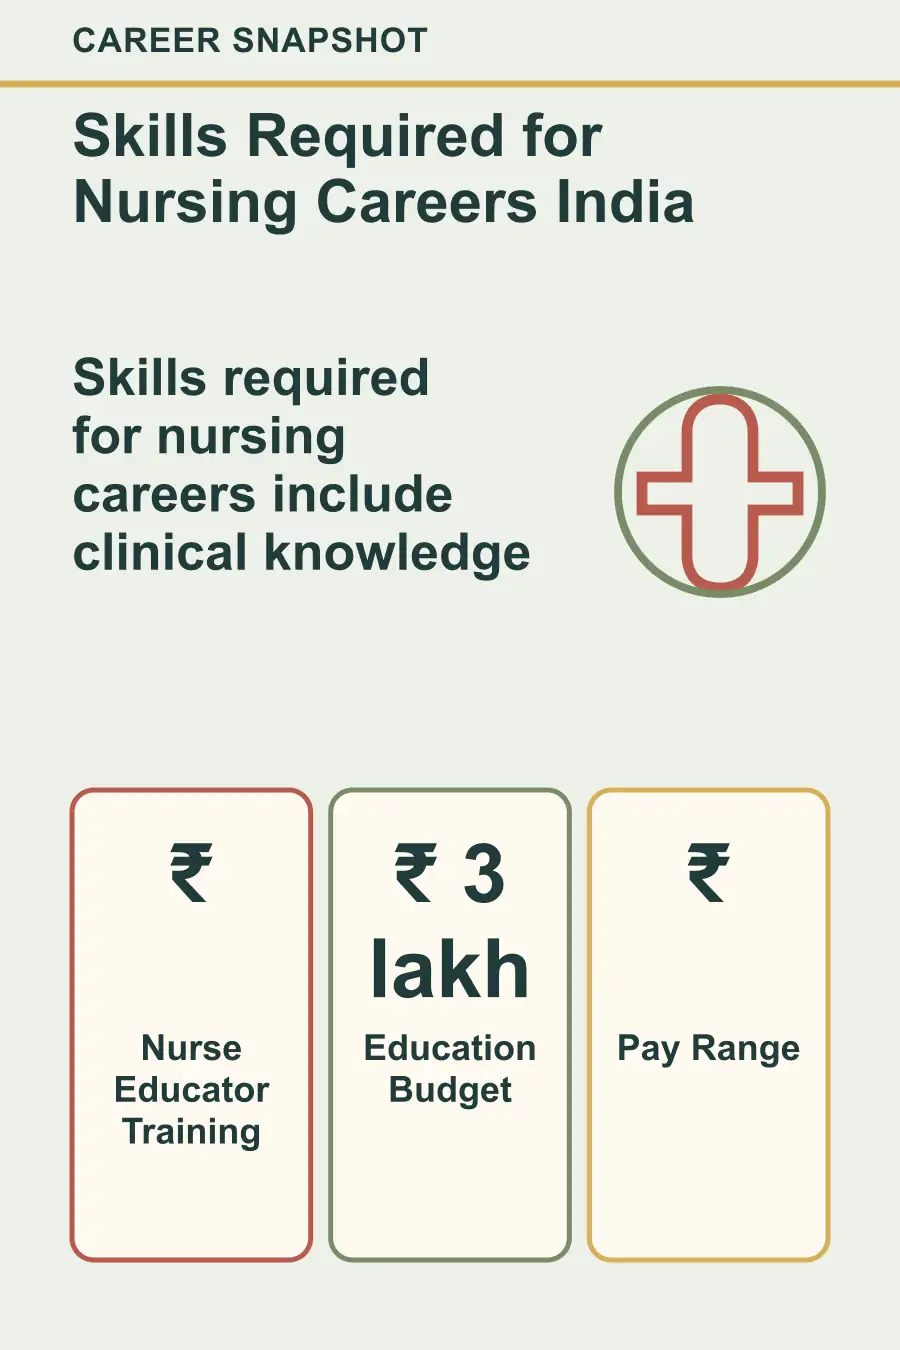 CAREER SNAPSHOT
Skills Required for
Nursing Careers India
Skills required
for nursing
careers include
clinical knowledge
₹
Nurse
Educator
Training
₹ 3
lakh
Education
Budget
₹
Pay Range